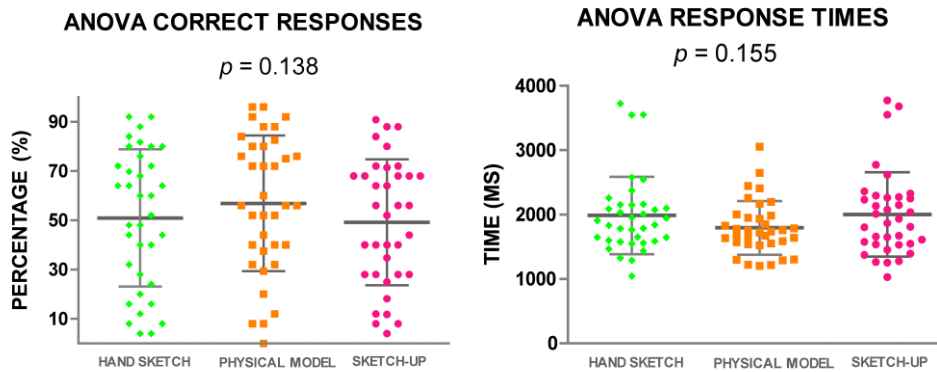 ANOVA CORRECT RESPONSES
p = 0.138
PERCENTAGE (%)
90
70
50
30
10
HAND SKETCH PHYSICAL MODEL SKETCH-UP
ANOVA RESPONSE TIMES
p = 0.155
TIME (MS)
4000
3000
2000
1000
0
HAND SKETCH PHYSICAL MODEL SKETCH-UP